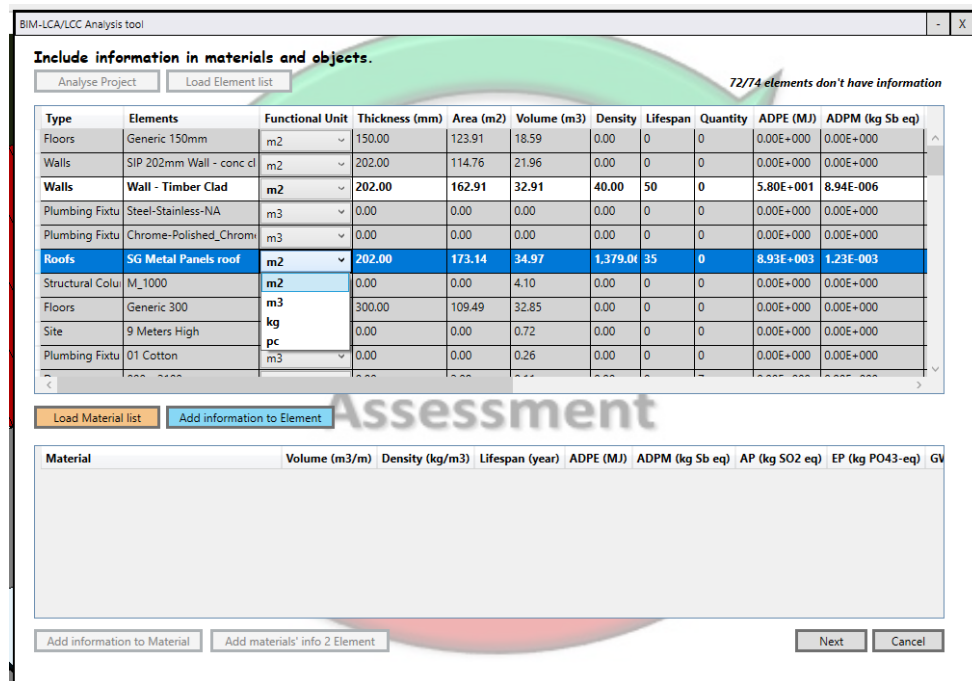 BIM-LCA/LCC Analysis tool - X
Include information in materials and objects.
Analyse Project Load Element list 72/74 elements don't have information
Type Elements Functional Unit Thickness (mm) Area (m2) Volume (m3) Density Lifespan Quantity ADPE (MJ) ADPM (kg Sb eq)
Floors Generic 150mm m2 150.00 123.91 18.59 0.00 0 0 0.00E+000 0.00E+000
Walls SIP 202mm Wall - conc cl m2 202.00 114.76 21.96 0.00 0 0 0.00E+000 0.00E+000
Walls Wall - Timber Clad m2 202.00 162.91 32.91 40.00 50 0 5.80E+001 8.94E-006
Plumbing Fixtu Steel-Stainless-NA m3 0.00 0.00 0.00 0.00 0 0 0.00E+000 0.00E+000
Plumbing Fixtu Chrome-Polished_Chrom m3 0.00 0.00 0.00 0.00 0 0 0.00E+000 0.00E+000
Roofs SG Metal Panels roof m2 202.00 173.14 34.97 1,379.06 35 0 8.93E+003 1.23E-003
Structural Colu M_1000 m2 0.00 0.00 4.10 0.00 0 0 0.00E+000 0.00E+000
Floors Generic 300 m3 300.00 109.49 32.85 0.00 0 0 0.00E+000 0.00E+000
Site 9 Meters High kg 0.00 0.00 0.72 0.00 0 0 0.00E+000 0.00E+000
pc
Plumbing Fixtu 01 Cotton m3 0.00 0.00 0.26 0.00 0 0 0.00E+000 0.00E+000
Load Material list Add information to Element Assessment
Material Volume (m3/m) Density (kg/m3) Lifespan (year) ADPE (MJ) ADPM (kg Sb eq) AP (kg SO2 eq) EP (kg PO43-eq)
Add information to Material Add materials' info 2 Element Next Cancel